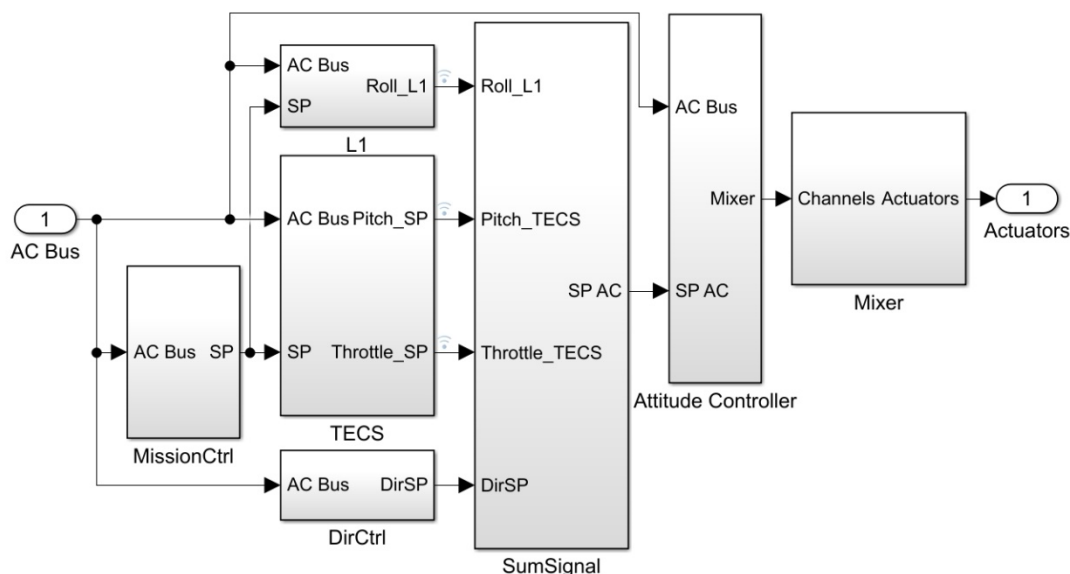 1
AC Bus
AC Bus
SP
MissionCtrl
AC Bus
Roll_L1
SP
L1
AC Bus
Pitch_SP
SP
Throttle_SP
TECS
AC Bus
DirSP
DirCtrl
Roll_L1
Pitch_TECS
SP AC
Throttle_TECS
DirSP
SumSignal
AC Bus
Mixer
SP AC
Attitude Controller
Channels
Actuators
Mixer
1
Actuators